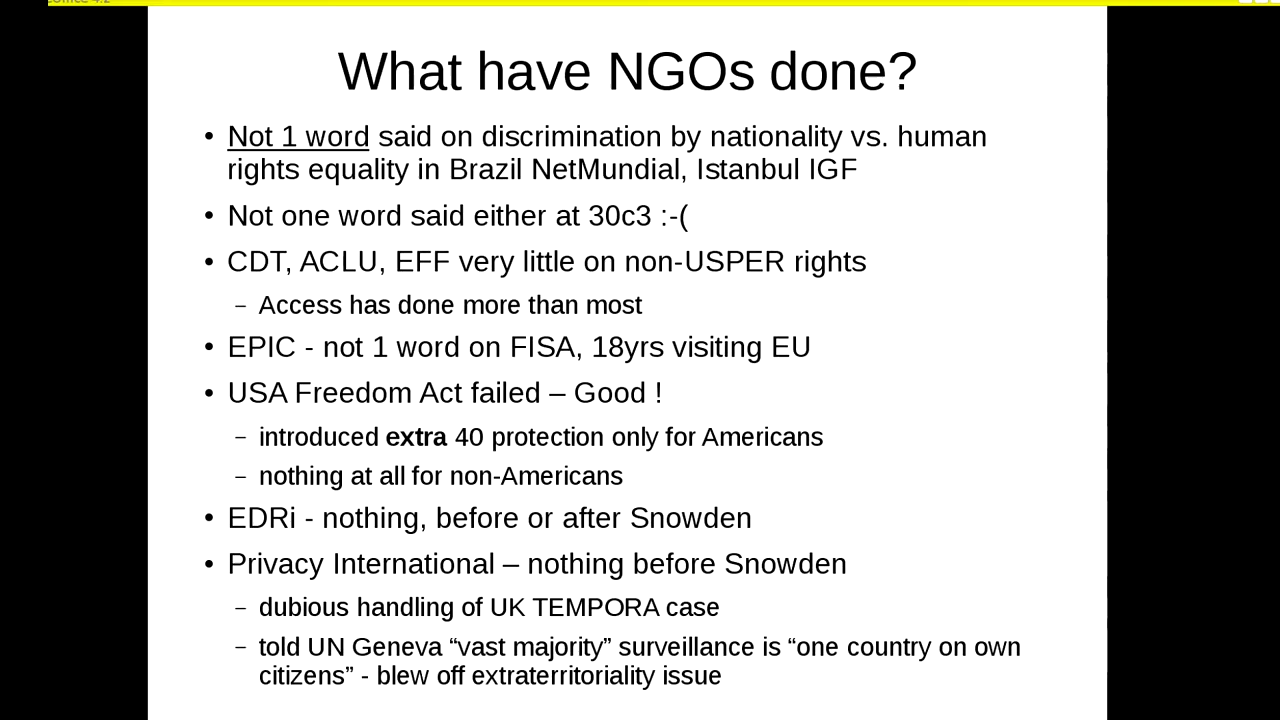 What have NGOs done?
• Not 1 word said on discrimination by nationality vs. human
rights equality in Brazil NetMundial, Istanbul IGF
• Not one word said either at 30c3 :-(
• CDT, ACLU, EFF very little on non-USPER rights
– Access has done more than most
• EPIC - not 1 word on FISA, 18yrs visiting EU
• USA Freedom Act failed – Good !
– introduced extra 40 protection only for Americans
– nothing at all for non-Americans
• EDRi - nothing, before or after Snowden
• Privacy International – nothing before Snowden
– dubious handling of UK TEMPORA case
– told UN Geneva “vast majority” surveillance is “one country on own
citizens” - blew off extraterritoriality issue